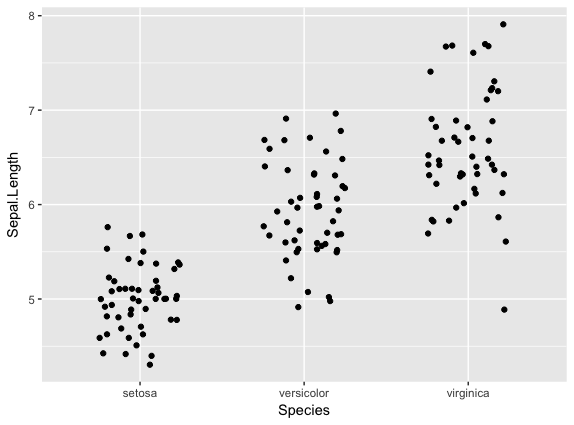 8
7
6
5
Sepal.Length
setosa
versicolor
virginica
Species